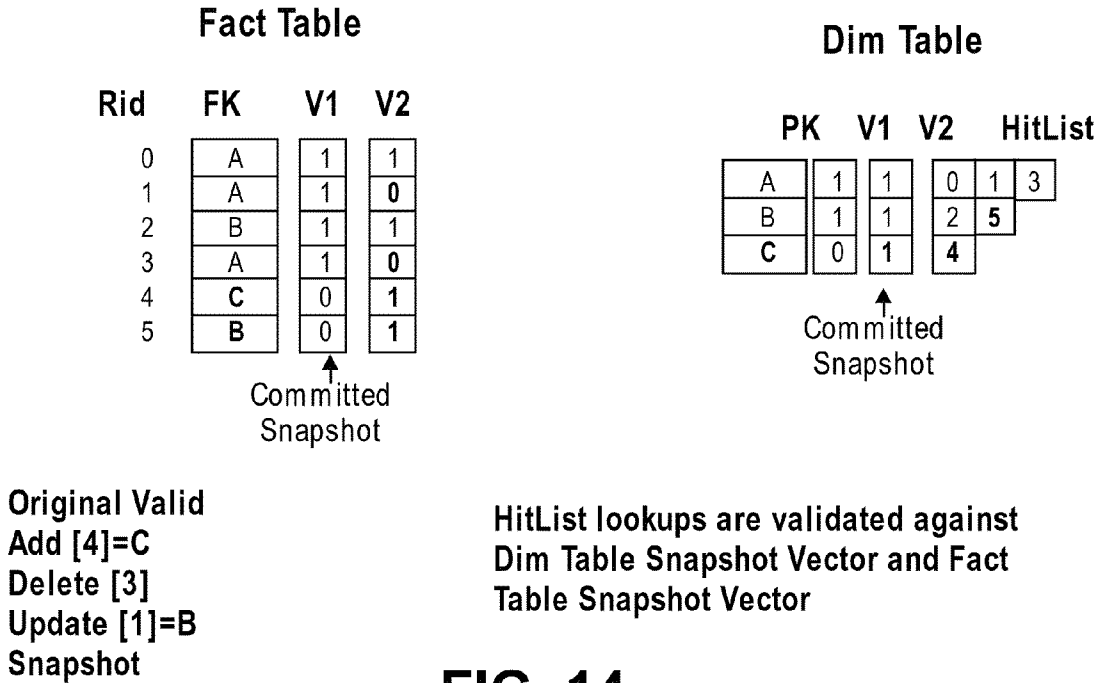 Fact Table
Dim Table
Rid FK V1 V2
PK V1 V2 HitList
0 A 1 1
1 A 1 0
2 B 1 1
3 A 1 0
4 C 0 1
5 B 0 1
A 1 1 0 1 3
B 1 1 2 5
C 0 1 4
Committed
Snapshot
Committed
Snapshot
Original Valid
Add [4]=C
Delete [3]
Update [1]=B
Snapshot
HitList lookups are validated against
Dim Table Snapshot Vector and Fact
Table Snapshot Vector
FIG. 14